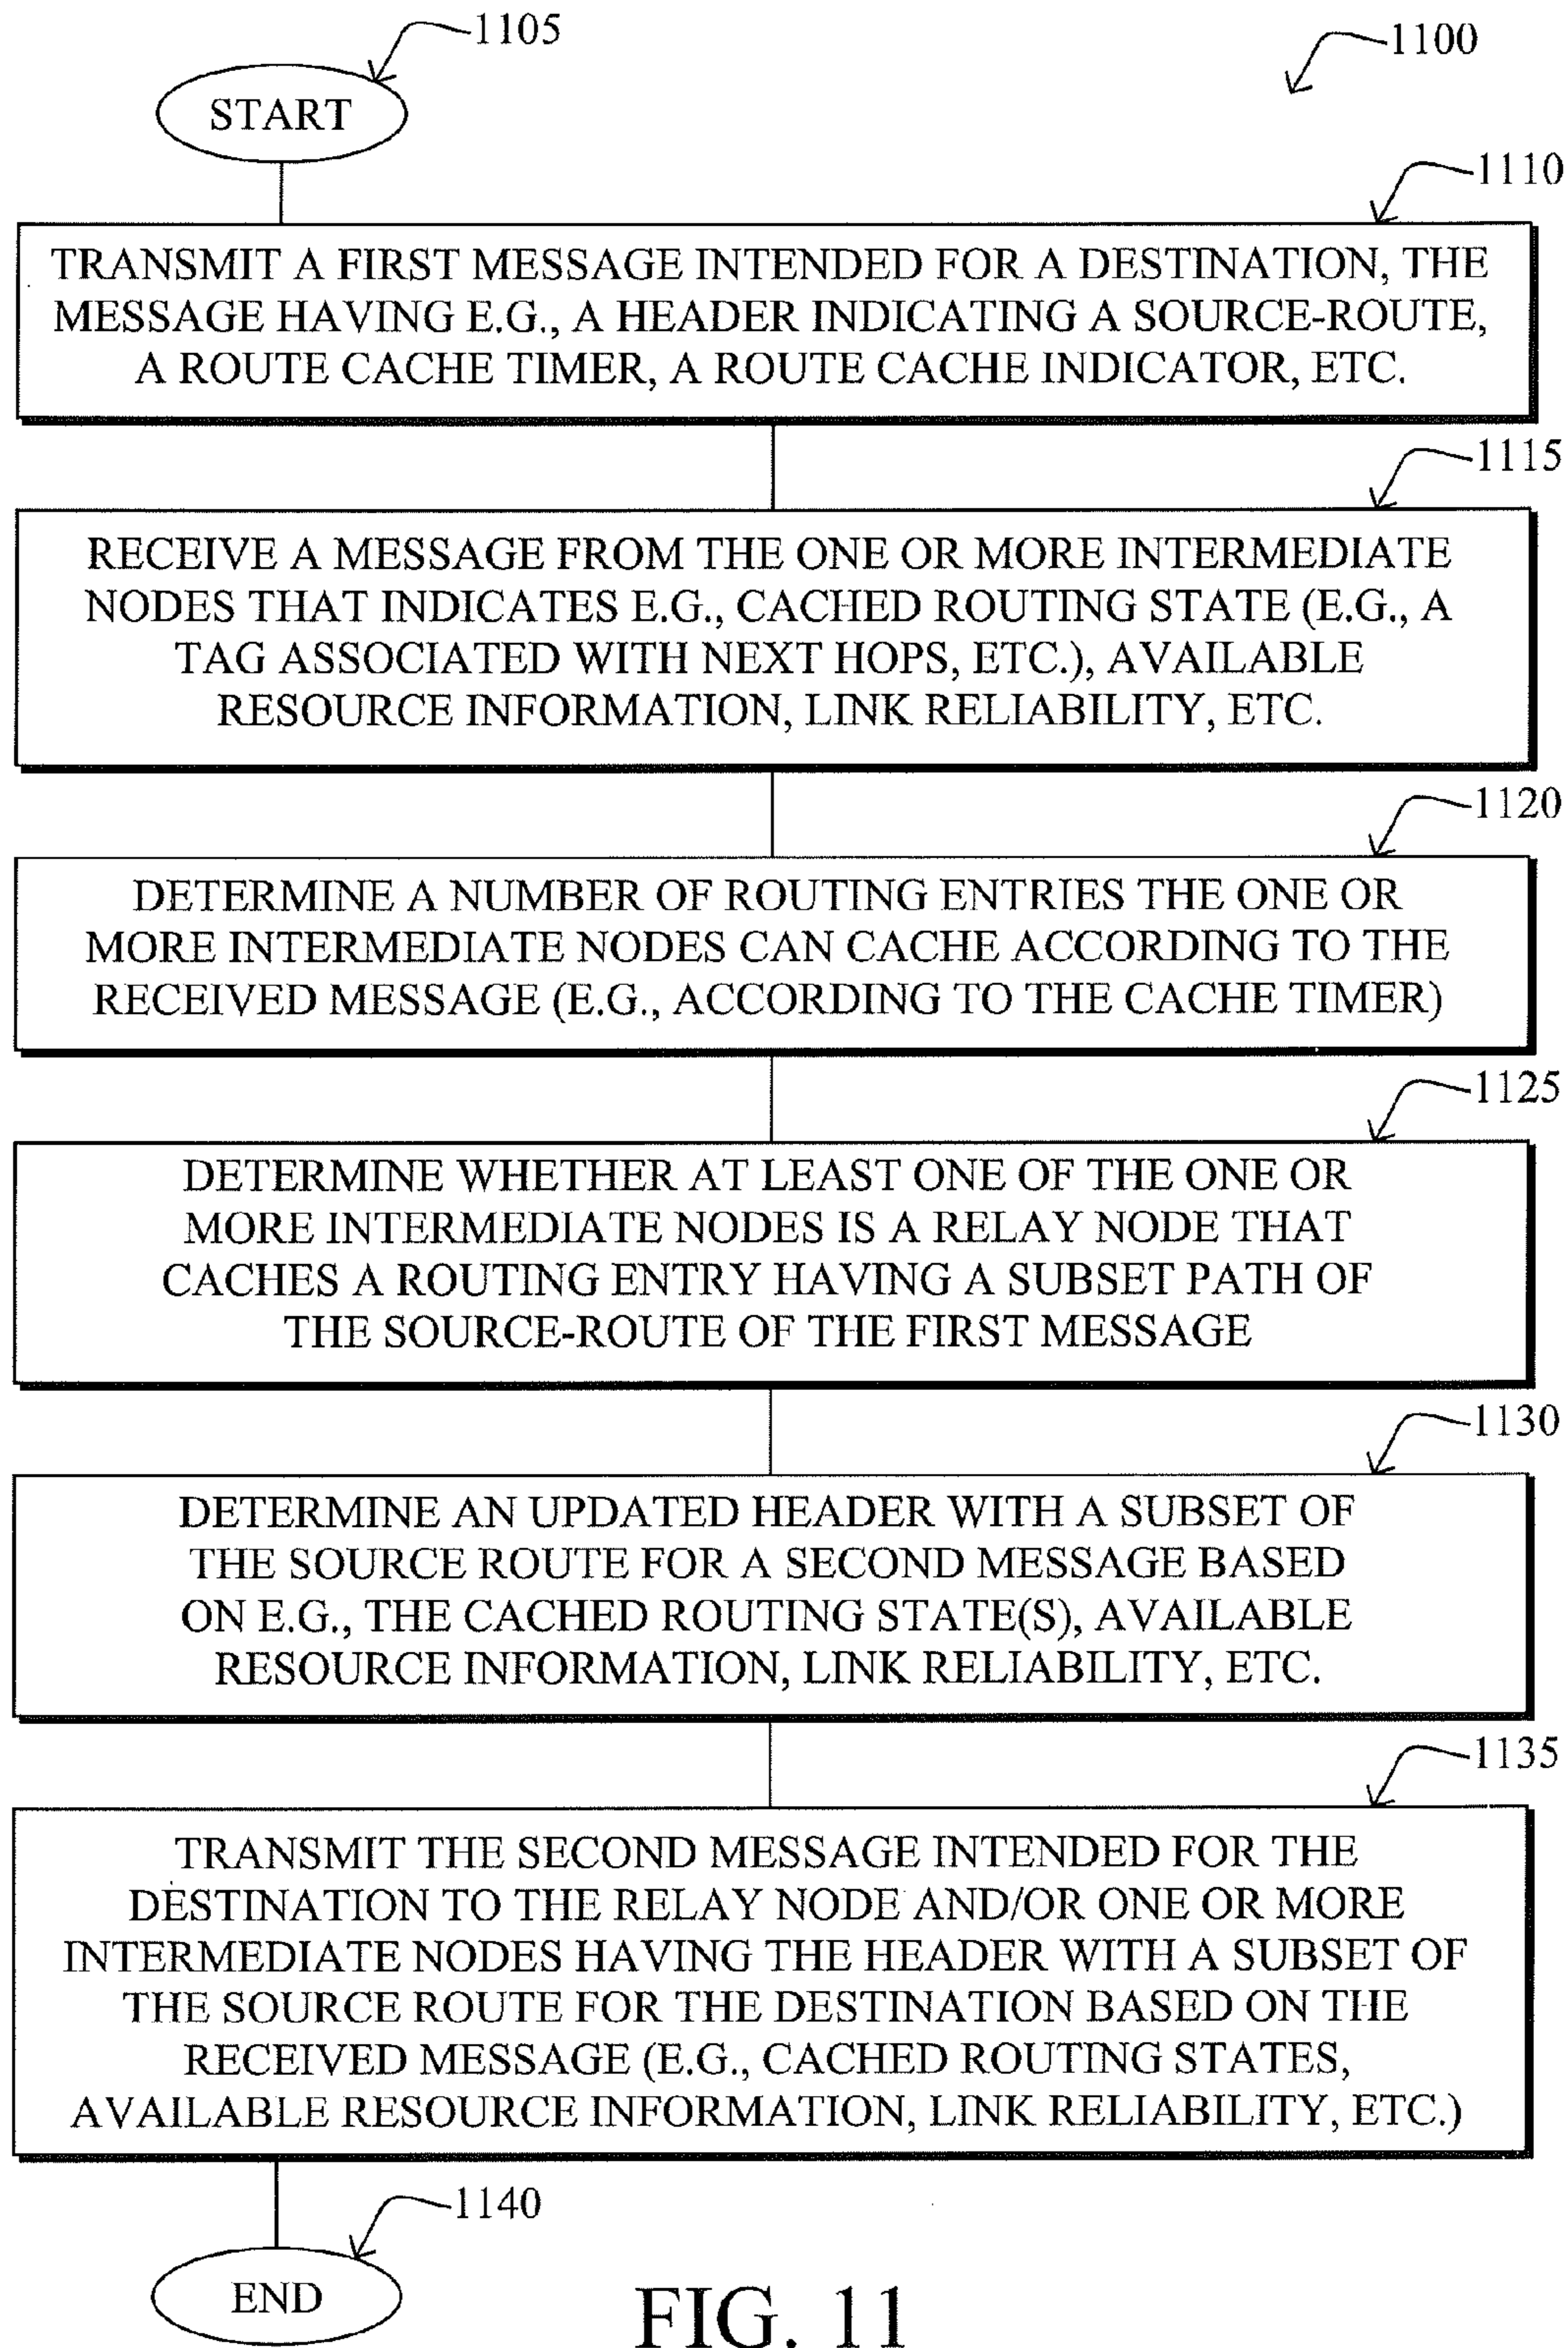 1105
1100
START
1110
TRANSMIT A FIRST MESSAGE INTENDED FOR A DESTINATION, THE
MESSAGE HAVING E.G., A HEADER INDICATING A SOURCE-ROUTE,
A ROUTE CACHE TIMER, A ROUTE CACHE INDICATOR, ETC.
1115
RECEIVE A MESSAGE FROM THE ONE OR MORE INTERMEDIATE
NODES THAT INDICATES E.G., CACHED ROUTING STATE (E.G., A
TAG ASSOCIATED WITH NEXT HOPS, ETC.), AVAILABLE
RESOURCE INFORMATION, LINK RELIABILITY, ETC.
1120
DETERMINE A NUMBER OF ROUTING ENTRIES THE ONE OR
MORE INTERMEDIATE NODES CAN CACHE ACCORDING TO THE
RECEIVED MESSAGE (E.G., ACCORDING TO THE CACHE TIMER)
1125
DETERMINE WHETHER AT LEAST ONE OF THE ONE OR
MORE INTERMEDIATE NODES IS A RELAY NODE THAT
CACHES A ROUTING ENTRY HAVING A SUBSET PATH OF
THE SOURCE-ROUTE OF THE FIRST MESSAGE
1130
DETERMINE AN UPDATED HEADER WITH A SUBSET OF
THE SOURCE ROUTE FOR A SECOND MESSAGE BASED
ON E.G., THE CACHED ROUTING STATE(S), AVAILABLE
RESOURCE INFORMATION, LINK RELIABILITY, ETC.
1135
TRANSMIT THE SECOND MESSAGE INTENDED FOR THE
DESTINATION TO THE RELAY NODE AND/OR ONE OR MORE
INTERMEDIATE NODES HAVING THE HEADER WITH A SUBSET OF
THE SOURCE ROUTE FOR THE DESTINATION BASED ON THE
RECEIVED MESSAGE (E.G., CACHED ROUTING STATES,
AVAILABLE RESOURCE INFORMATION, LINK RELIABILITY, ETC.)
1140
END
FIG. 11